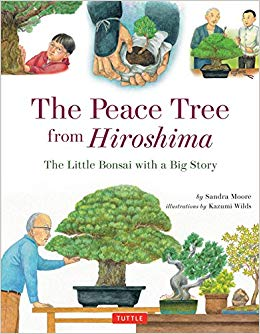 The Peace Tree
from Hiroshima
The Little Bonsai with a Big Story
by Sandra Moore
illustrations by Kazumi Wilds
TUTTLE